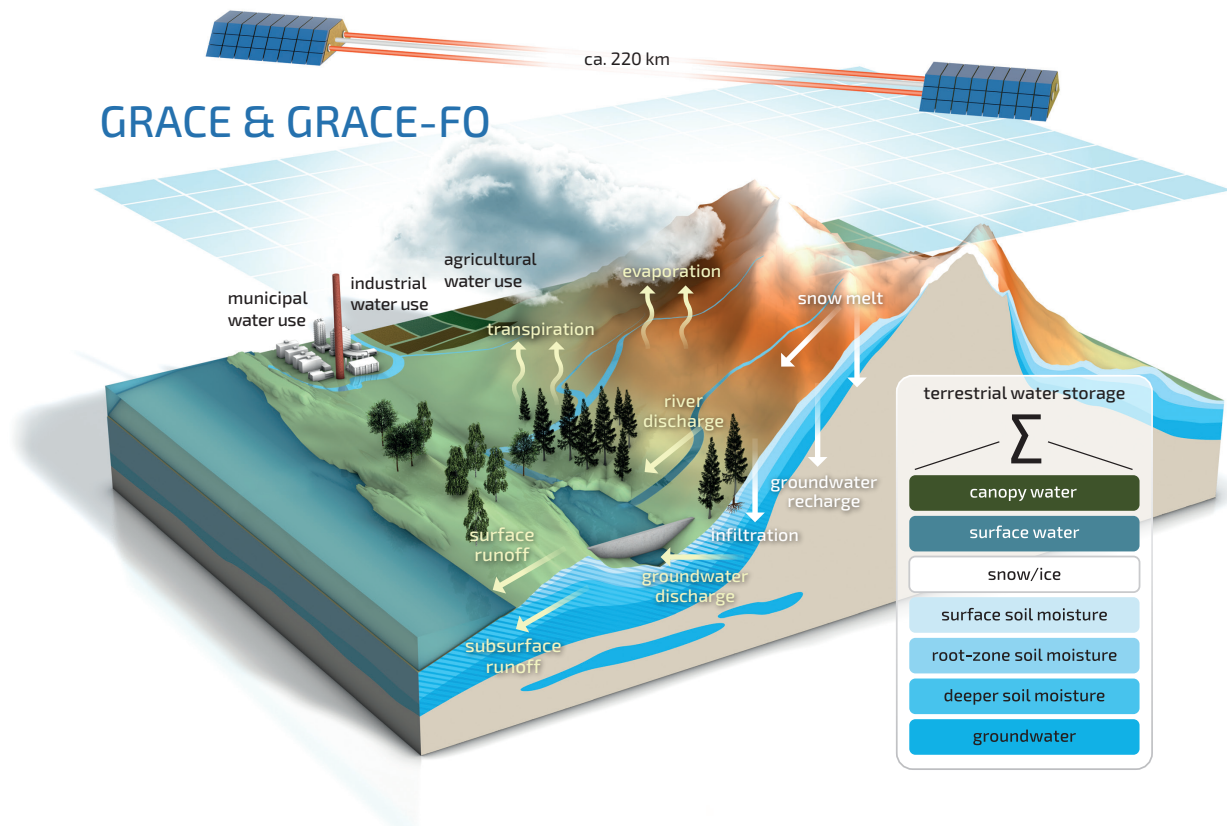 ca. 220 km
GRACE & GRACE-FO
agricultural
water use
industrial
water use
municipal
water use
evaporation
snow melt
transpiration
river
discharge
groundwater
recharge
infiltration
surface
runoff
groundwater
discharge
subsurface
runoff
terrestrial water storage
Σ
canopy water
surface water
snow/ice
surface soil moisture
root-zone soil moisture
deeper soil moisture
groundwater